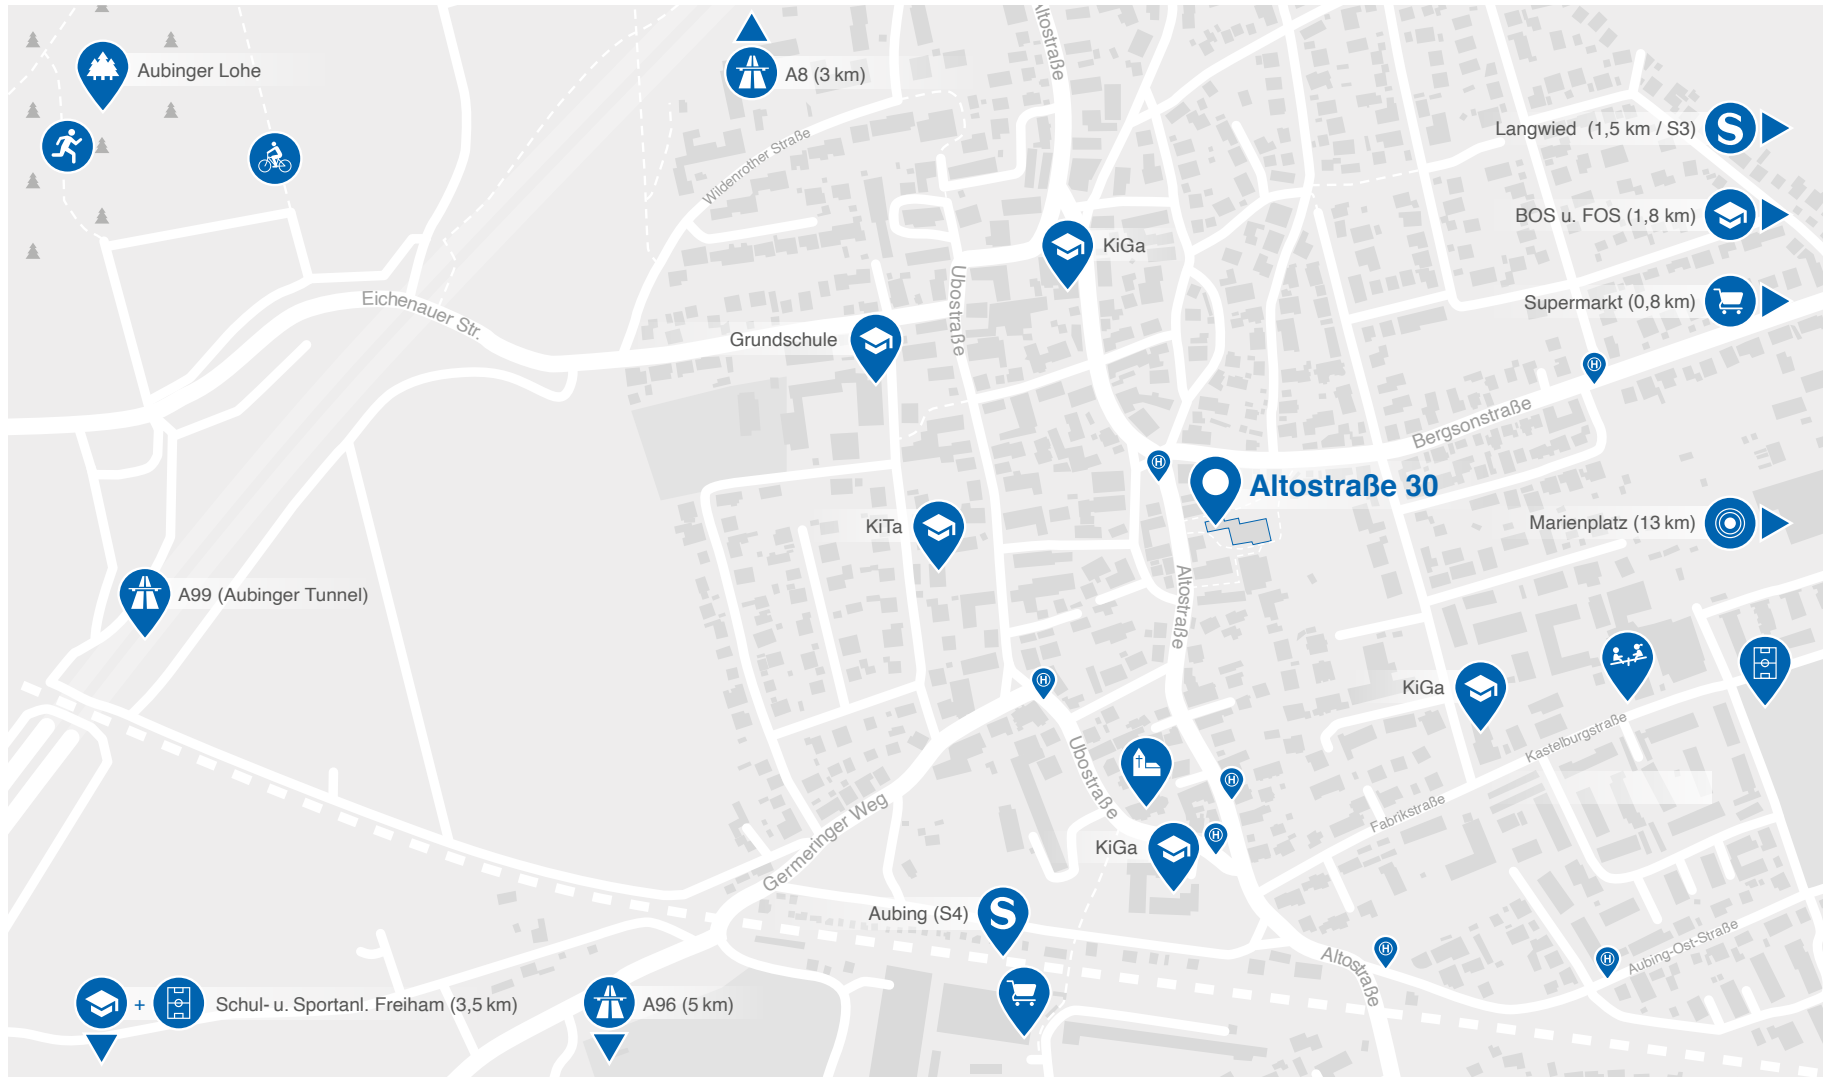 Altostraße
Aubinger Lohe
A8 (3 km)
Wildenrother Straße
Langwied (1,5 km / S3)
S
BOS u. FOS (1,8 km)
KiGa
Ubostraße
Supermarkt (0,8 km)
Eichenauer Str.
Grundschule
H
Bergsonstraße
H
Altostraße 30
KiTa
Marienplatz (13 km)
A99 (Aubinger Tunnel)
Altostraße
H
KiGa
Kastelburgstraße
Ubostraße
H
Germeringer Weg
Fabrikstraße
H
KiGa
Aubing (S4)
S
H
Altostraße
H
Aubing-Ost-Straße
+
Schul- u. Sportanl. Freiham (3,5 km)
A96 (5 km)